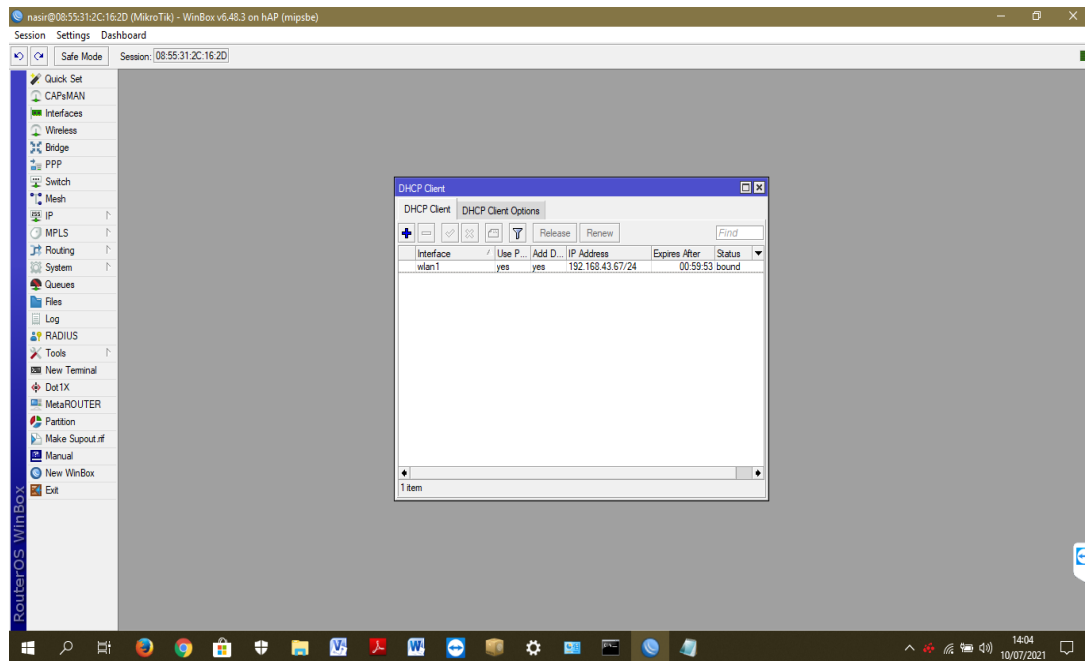 nasir@08:55:31:2C:16:2D (MikroTik) - WinBox v6.48.3 on hAP (mipsbe)
Session Settings Dashboard
Safe Mode Session: 08:55:31:2C:16:2D
Quick Set
CAPsMAN
Interfaces
Wireless
Bridge
PPP
Switch
Mesh
IP
MPLS
Routing
System
Queues
Files
Log
RADIUS
Tools
New Terminal
Dot1X
MetaROUTER
Partition
Make Supout.rif
Manual
New WinBox
Exit
RouterOS WinBox
DHCP Client
DHCP Client DHCP Client Options
Release Renew Find
Interface Use P... Add D... IP Address Expires After Status
wlan1 yes yes 192.168.43.67/24 00:59:53 bound
1 item
14:04
10/07/2021